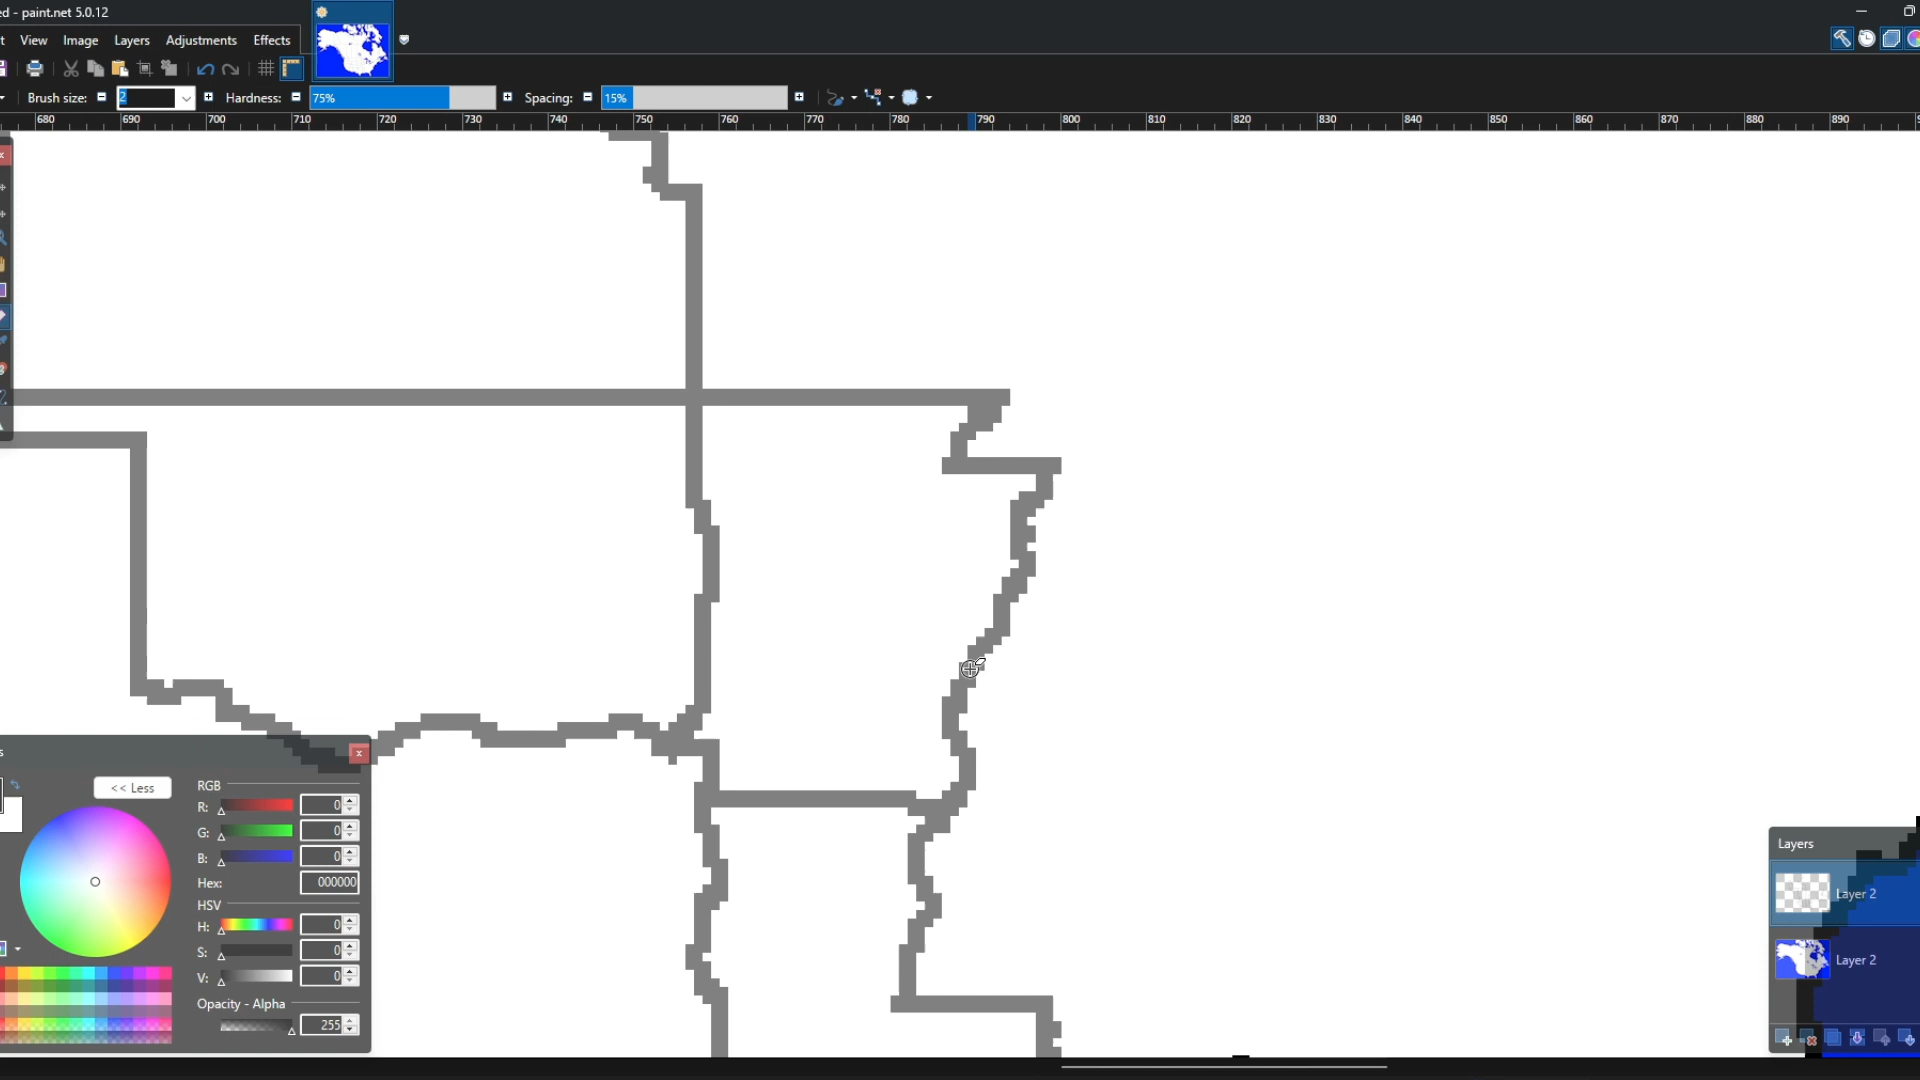 ed - paint.net 5.0.12
t View Image Layers Adjustments Effects
Brush size: 2 Hardness: 75% Spacing: 15%
680 690 700 710 720 730 740 750 760 770 780 790 800 810 820 830 840 850 860 870 880 890
s
<< Less
RGB
R: 0
G: 0
B: 0
Hex: 000000
HSV
H: 0
S: 0
V: 0
Opacity - Alpha
255
Layers
Layer 2
Layer 2